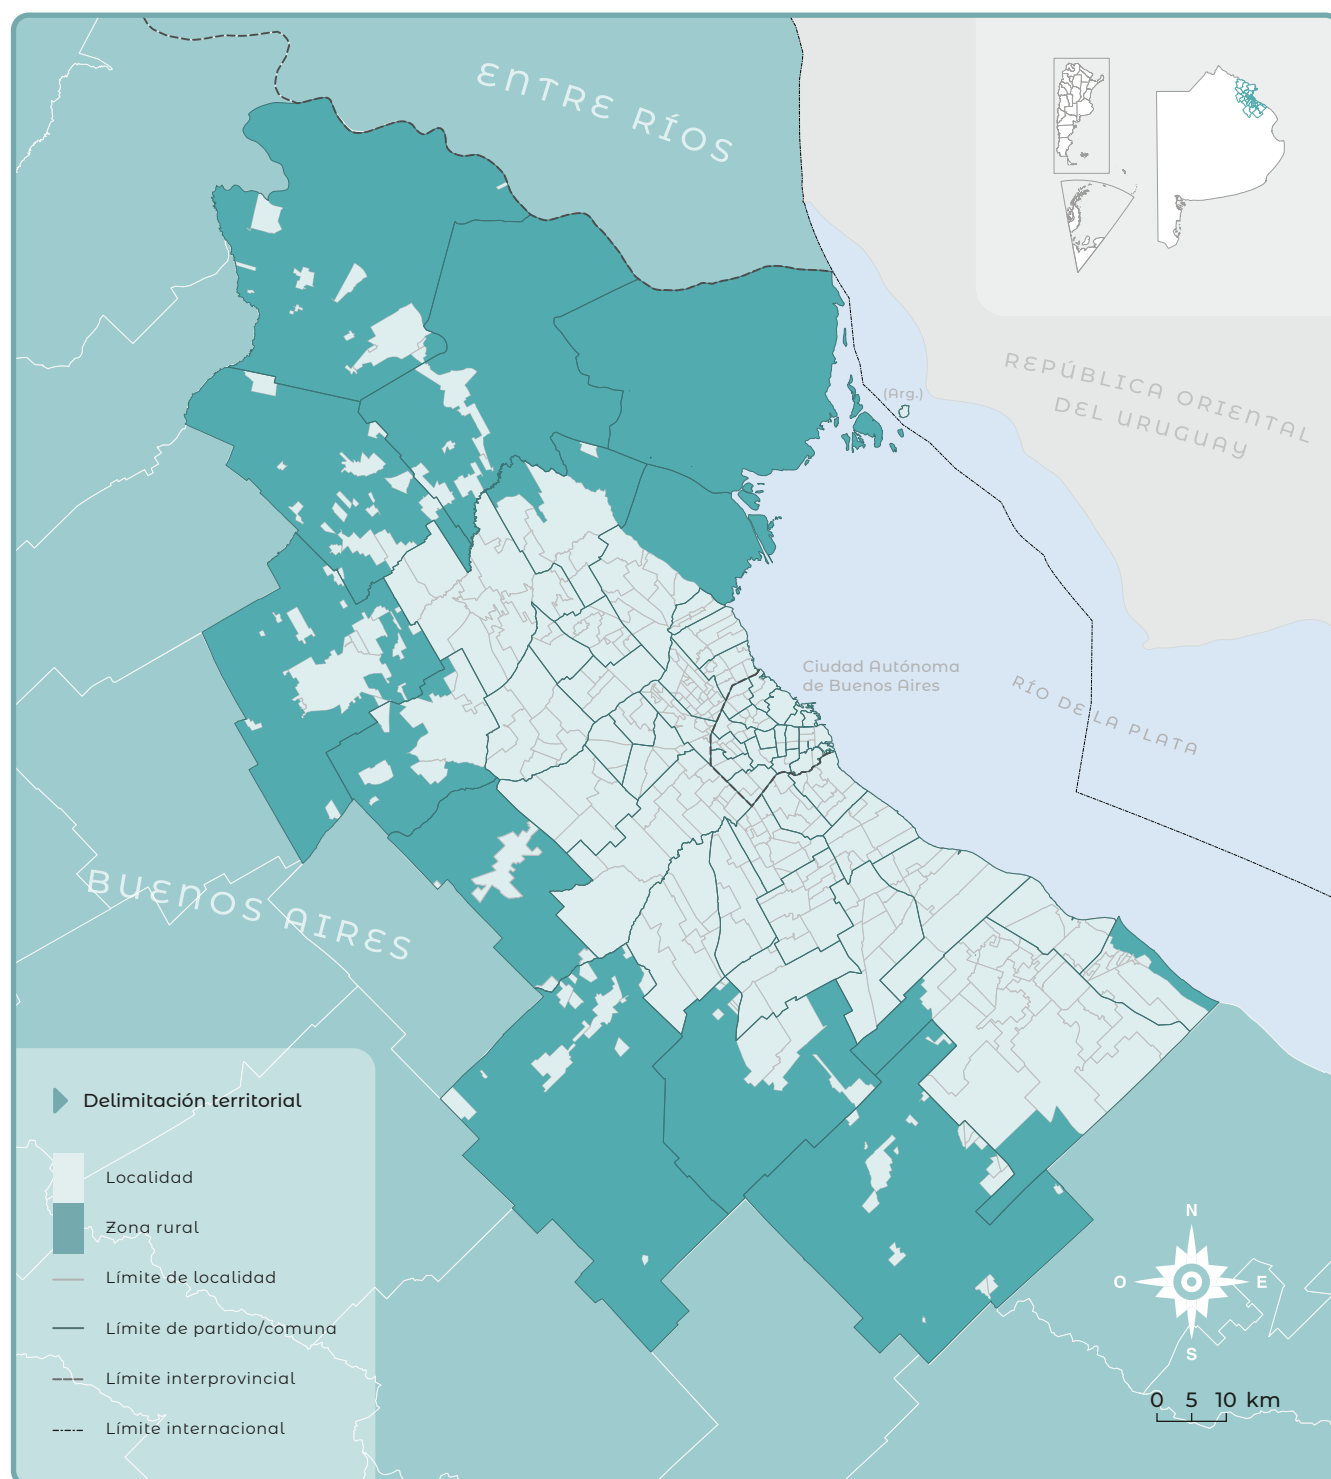 ENTRE RÍOS
REPÚBLICA ORIENTAL
DEL URUGUAY
(Arg.)
Ciudad Autónoma
de Buenos Aires
RÍO DE LA PLATA
BUENOS AIRES
Delimitación territorial
Localidad
Zona rural
Límite de localidad
Límite de partido/comuna
Límite interprovincial
Límite internacional
N
O
E
S
0 5 10 km